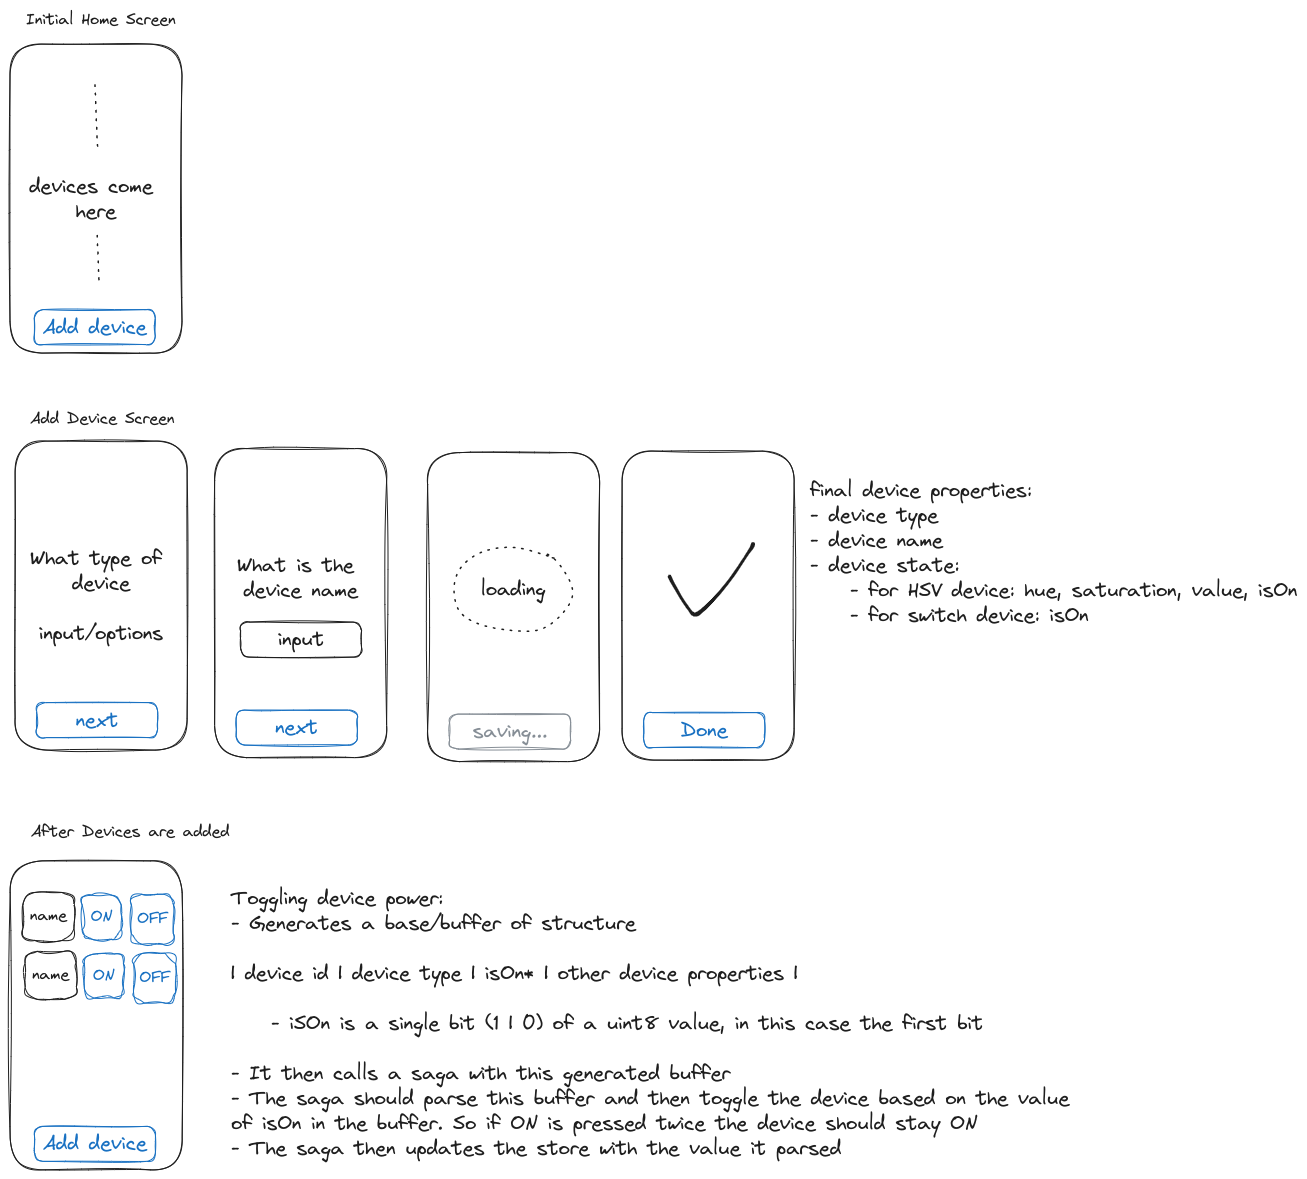 Initial Home Screen
devices come
here
Add device
Add Device Screen
What type of
device
input/options
next
What is the
device name
input
next
loading
saving...
Done
final device properties:
- device type
- device name
- device state:
- for HSV device: hue, saturation, value, isOn
- for switch device: isOn
After Devices are added
name ON OFF
name ON OFF
Add device
Toggling device power:
- Generates a base/buffer of structure
| device id | device type | isOn* | other device properties |
- iSOn is a single bit (1 | 0) of a uint8 value, in this case the first bit
- It then calls a saga with this generated buffer
- The saga should parse this buffer and then toggle the device based on the value
of isOn in the buffer. So if ON is pressed twice the device should stay ON
- The saga then updates the store with the value it parsed